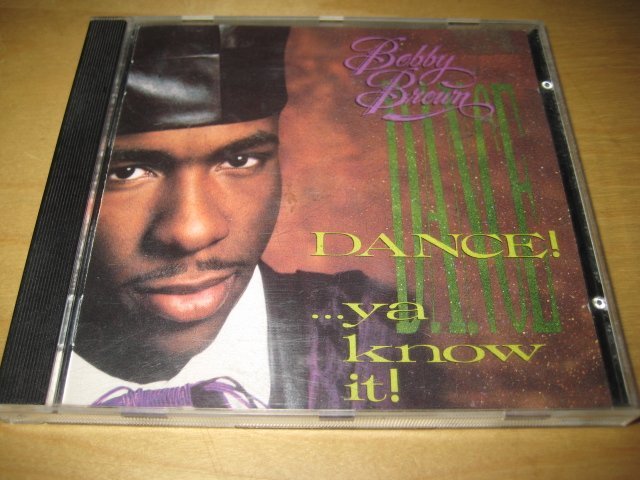 Bobby
Brown
DANCE
DANCE!
...ya
know
it!